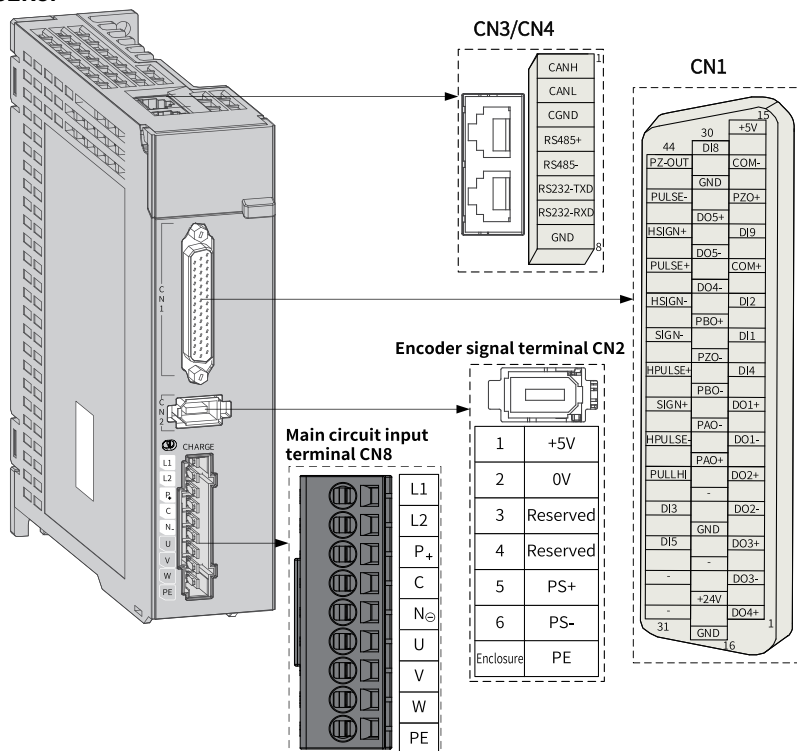 CN3/CN4
1
CANH
CANL
CGND
RS485+
RS485-
RS232-TXD
RS232-RXD
GND
8
CN1
15
30
+5V
44
DI8
PZ-OUT
COM-
GND
PULSE-
PZO+
DO5+
HSIGN+
DI9
DO5-
PULSE+
COM+
DO4-
HSIGN-
DI2
PBO+
SIGN-
DI1
PZO-
HPULSE+
DI4
PBO-
SIGN+
DO1+
PAO-
HPULSE-
DO1-
PAO+
PULLHI
DO2+
-
DI3
DO2-
GND
DI5
DO3+
-
-
DO3-
+24V
-
DO4+
31
GND
1
16
Encoder signal terminal CN2
1 +5V
2 0V
3 Reserved
4 Reserved
5 PS+
6 PS-
Enclosure PE
Main circuit input
terminal CN8
L1
L2
P+
C
N⊖
U
V
W
PE
CN1
CN2
CHARGE
L1
L2
P+
C
N-
U
V
W
PE